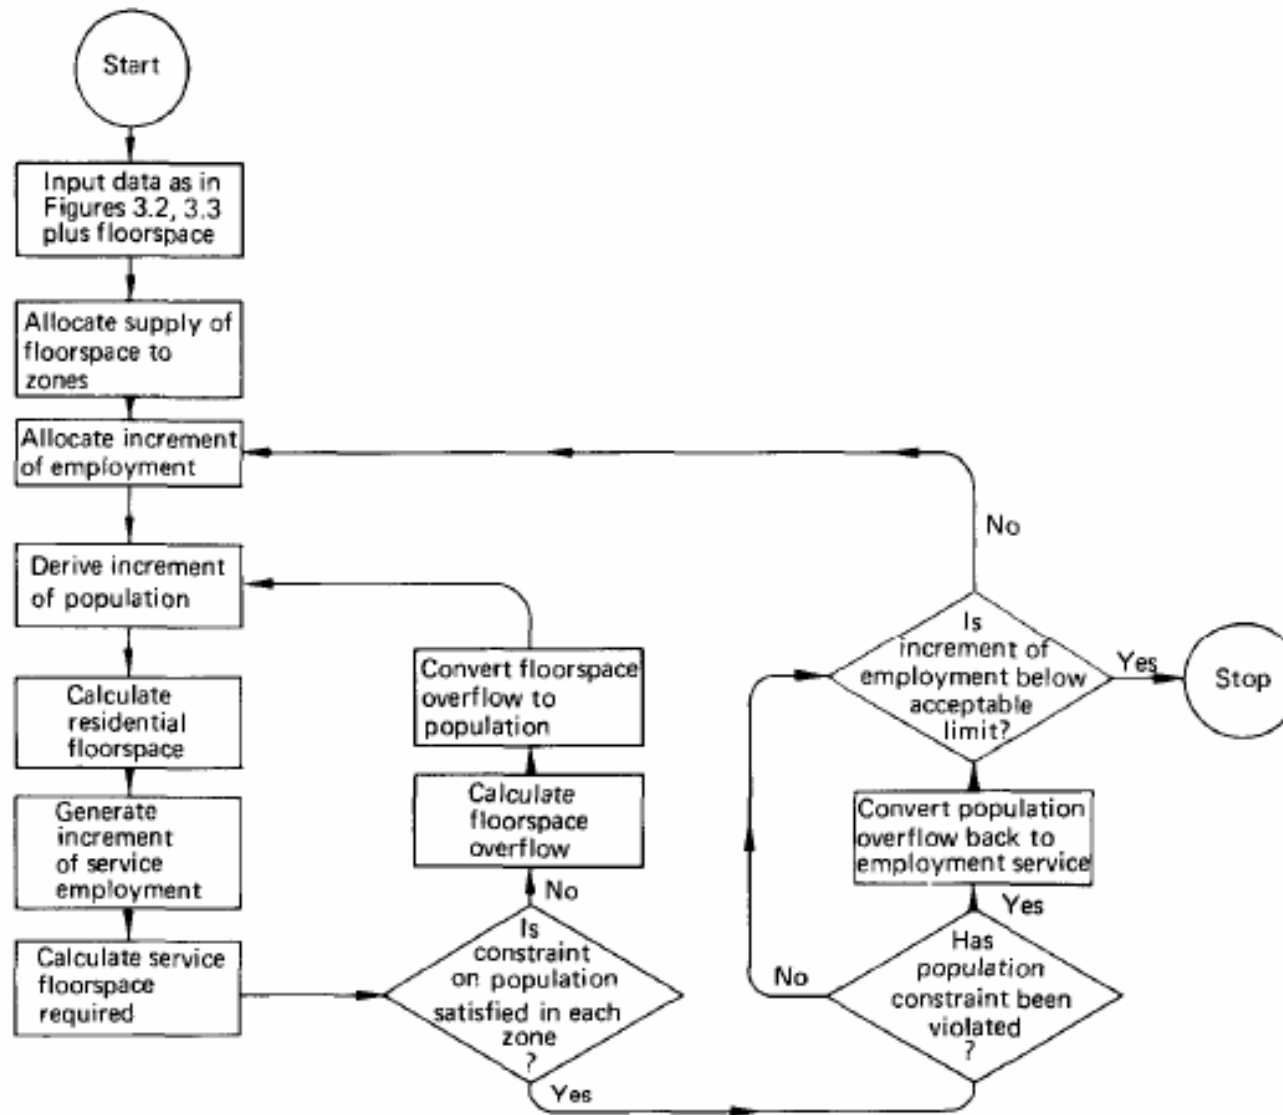 Start
Input data as in
Figures 3.2, 3.3
plus floorspace
Allocate supply of
floorspace to
zones
Allocate increment
of employment
Derive increment
of population
Calculate
residential
floorspace
Generate
increment
of service
employment
Calculate service
floorspace
required
Convert floorspace
overflow to
population
Calculate
floorspace
overflow
No
Is
constraint
on population
satisfied in each
zone
?
Yes
No
Is
increment of
employment below
acceptable
limit?
Yes
Stop
Convert population
overflow back to
employment service
Yes
No
Has
population
constraint been
violated
?